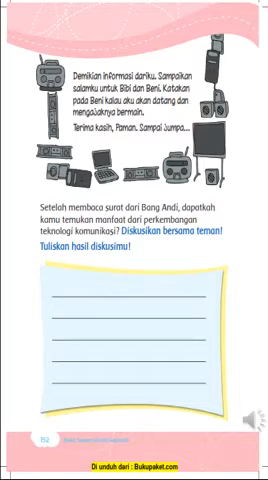 Demikian informasi dariku. Sampaikan
salamku untuk Bibi dan Beni. Katakan
pada Beni kalau aku akan datang dan
mengajaknya bermain.
Terima kasih, Paman. Sampai Jumpa...
Setelah membaca surat dari Bang Andi, dapatkah
kamu temukan manfaat dari perkembangan
teknologi komunikasi? Diskusikan bersama teman!
Tuliskan hasil diskusimu!
152
Di unduh dari : Bukupaket.com